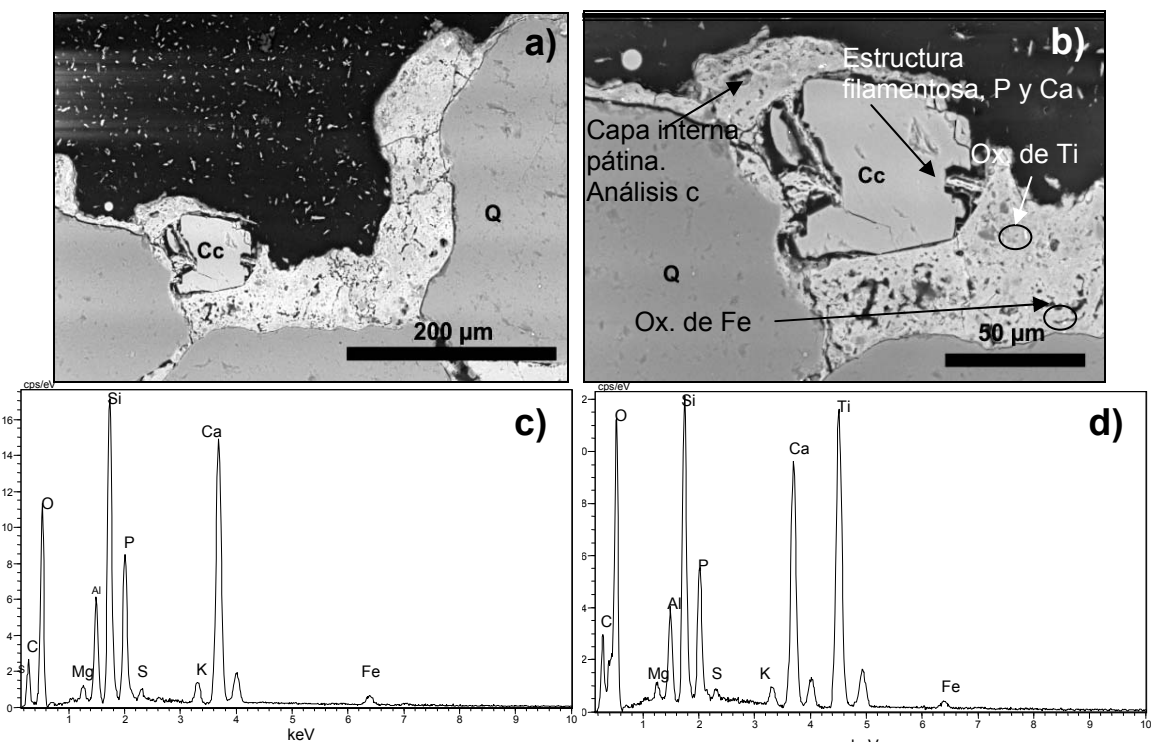 a)
Cc
Q
200 µm
b)
Estructura
filamentosa, P y Ca
Capa interna
pátina.
Análisis c
Ox. de Ti
Cc
Q
Ox. de Fe
50 µm
cps/eV
c)
Si
Ca
O
P
Al
C
S
Mg
S
K
Fe
16
14
12
10
8
6
4
2
0
1 2 3 4 5 6 7 8 9 10
keV
cps/eV
d)
Si
O
Ti
Ca
P
Al
C
Mg
S
K
Fe
2
0
8
6
4
2
0
1 2 3 4 5 6 7 8 9 10